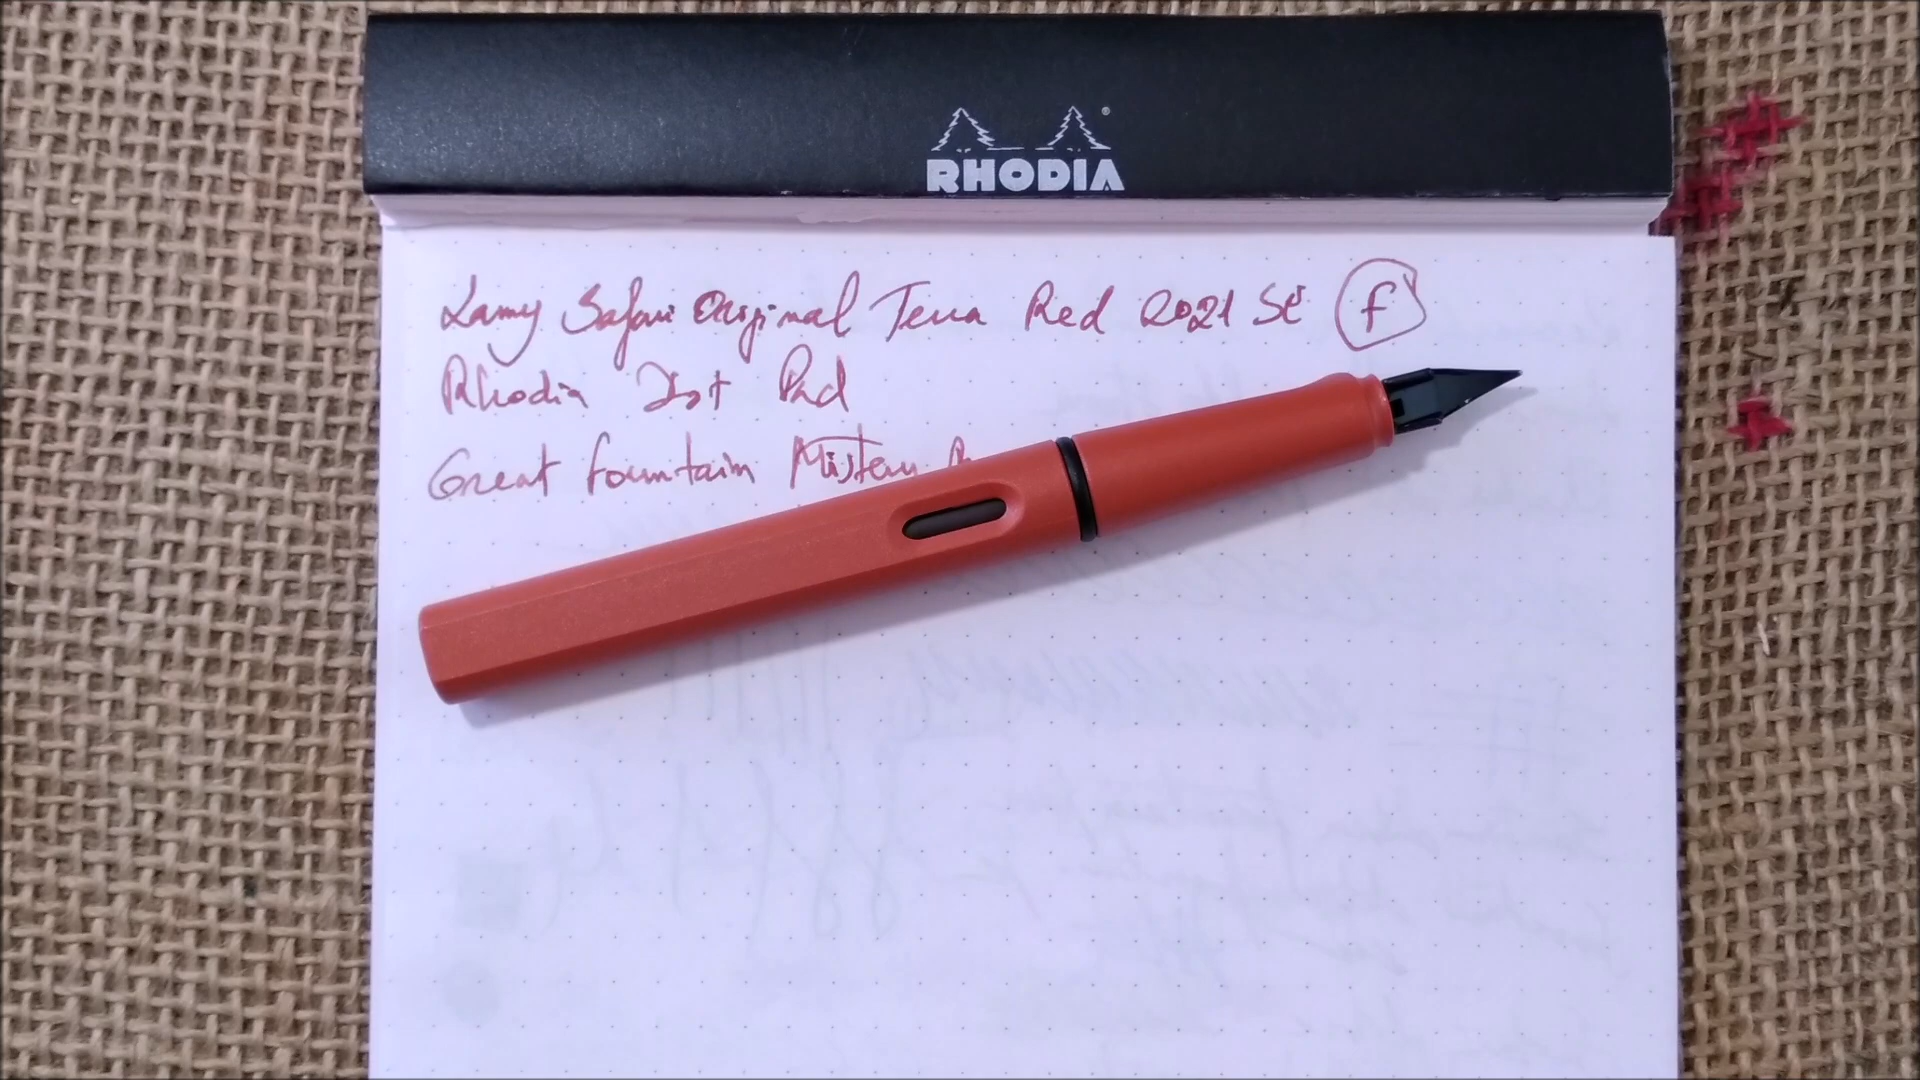 RHODIA
Lamy Safari Original Terra Red 2021 SE f
Rhodia Dot Pad
Great fountain